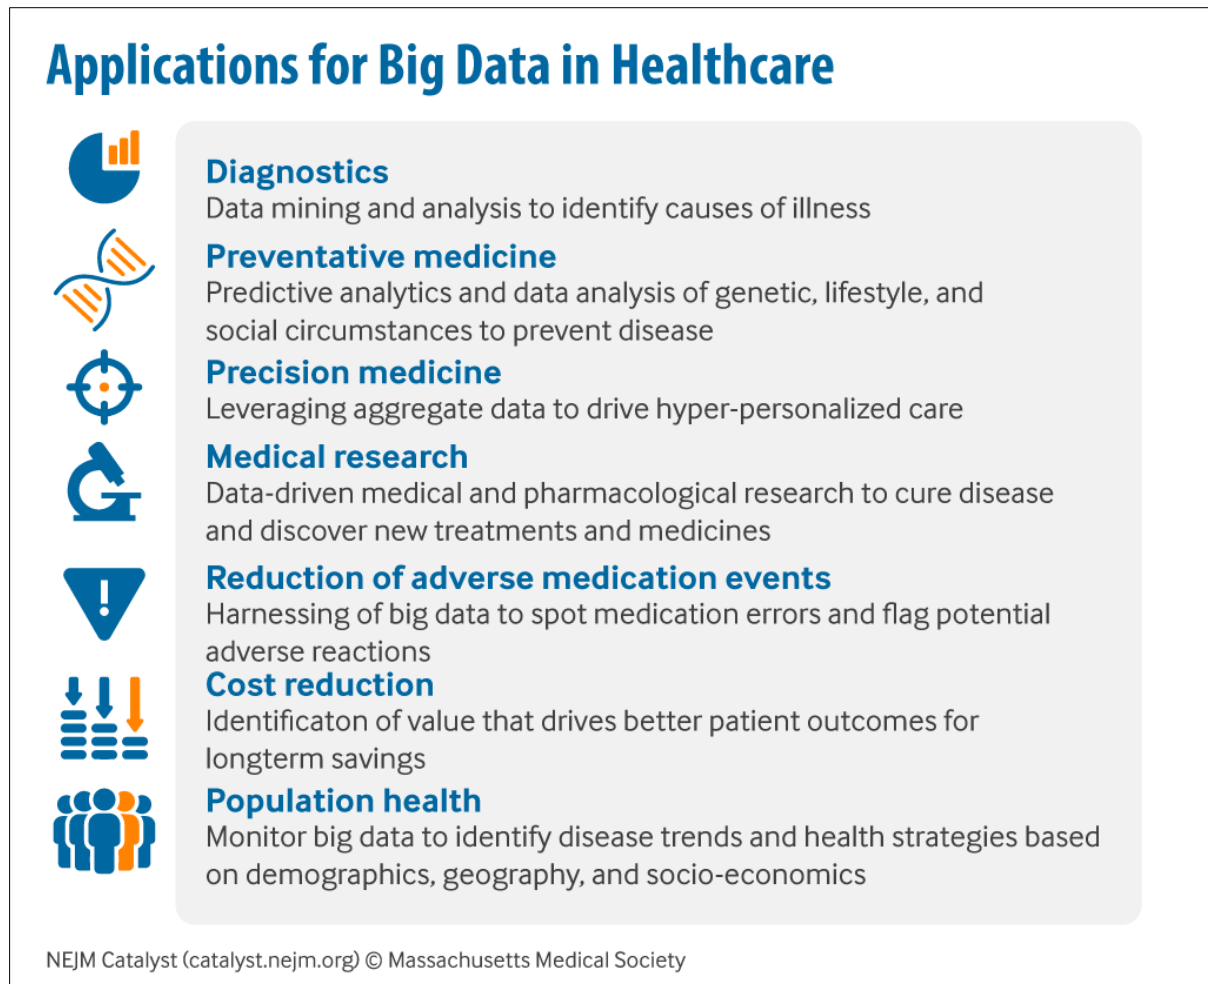 Applications for Big Data in Healthcare
Diagnostics
Data mining and analysis to identify causes of illness
Preventative medicine
Predictive analytics and data analysis of genetic, lifestyle, and
social circumstances to prevent disease
Precision medicine
Leveraging aggregate data to drive hyper-personalized care
Medical research
Data-driven medical and pharmacological research to cure disease
and discover new treatments and medicines
Reduction of adverse medication events
Harnessing of big data to spot medication errors and flag potential
adverse reactions
Cost reduction
Identificaton of value that drives better patient outcomes for
longterm savings
Population health
Monitor big data to identify disease trends and health strategies based
on demographics, geography, and socio-economics
NEJM Catalyst (catalyst.nejm.org) © Massachusetts Medical Society